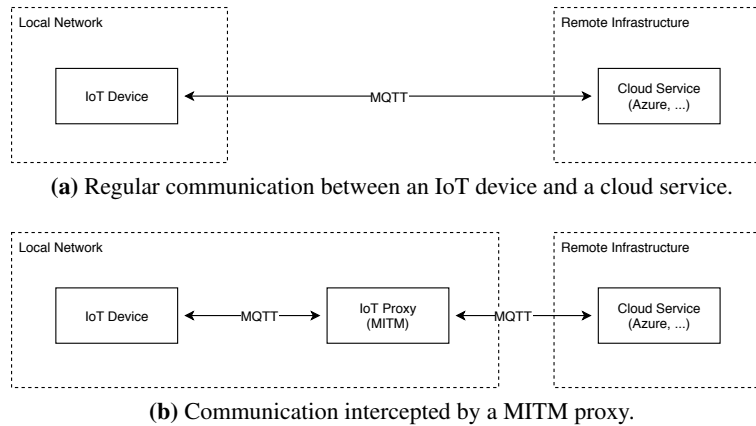 Local Network
Remote Infrastructure
IoT Device
MQTT
Cloud Service
(Azure, ...)
(a) Regular communication between an IoT device and a cloud service.
Local Network
Remote Infrastructure
IoT Device
MQTT
IoT Proxy
(MITM)
MQTT
Cloud Service
(Azure, ...)
(b) Communication intercepted by a MITM proxy.